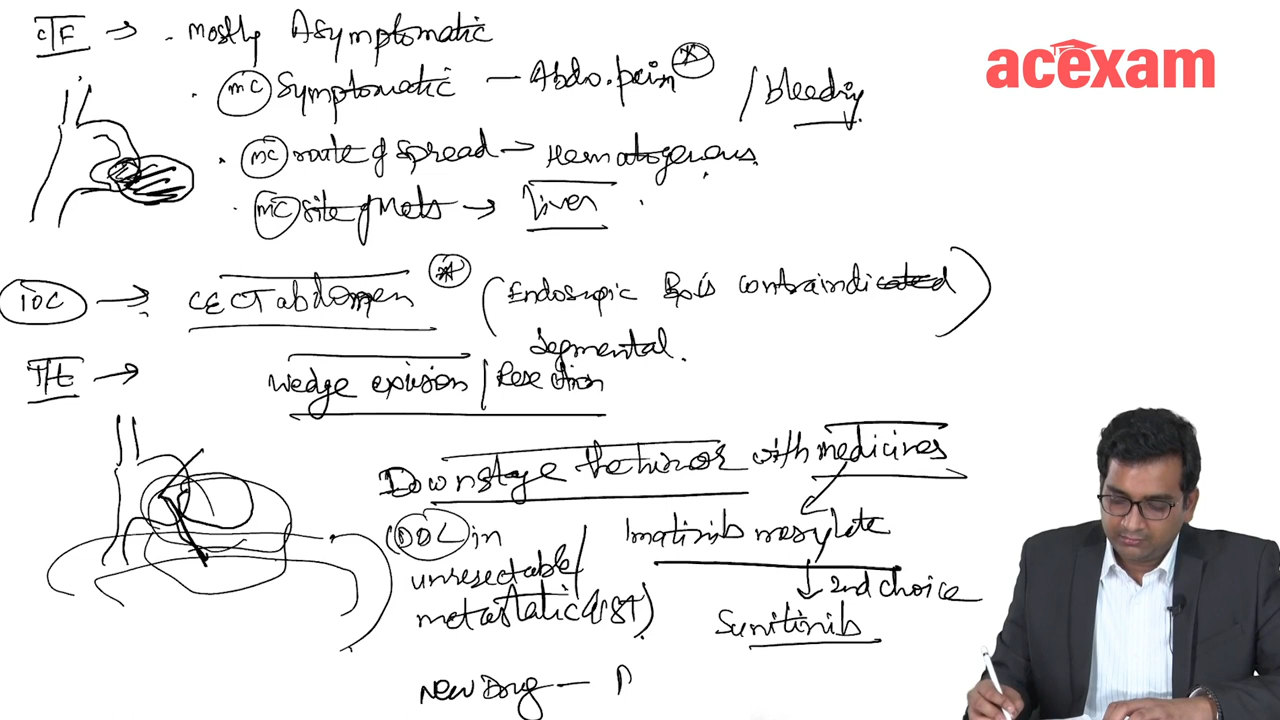 acexam
CTF → . mostly Asymptomatic
. mc Symptomatic - Abdo. pain * / bleeding
. mc route of spread → Hematogenous.
. mc site of Mets → liver .
IOC → CECT abdomen * (Endoscopic Bx is contraindicated)
T/t → wedge excision / segmental Resection
Downstage the tumor with medicines
(DOC in unresectable/ metastatic GIST)
Imatinib mesylate
↓ 2nd choice
Sunitinib
New Drug -